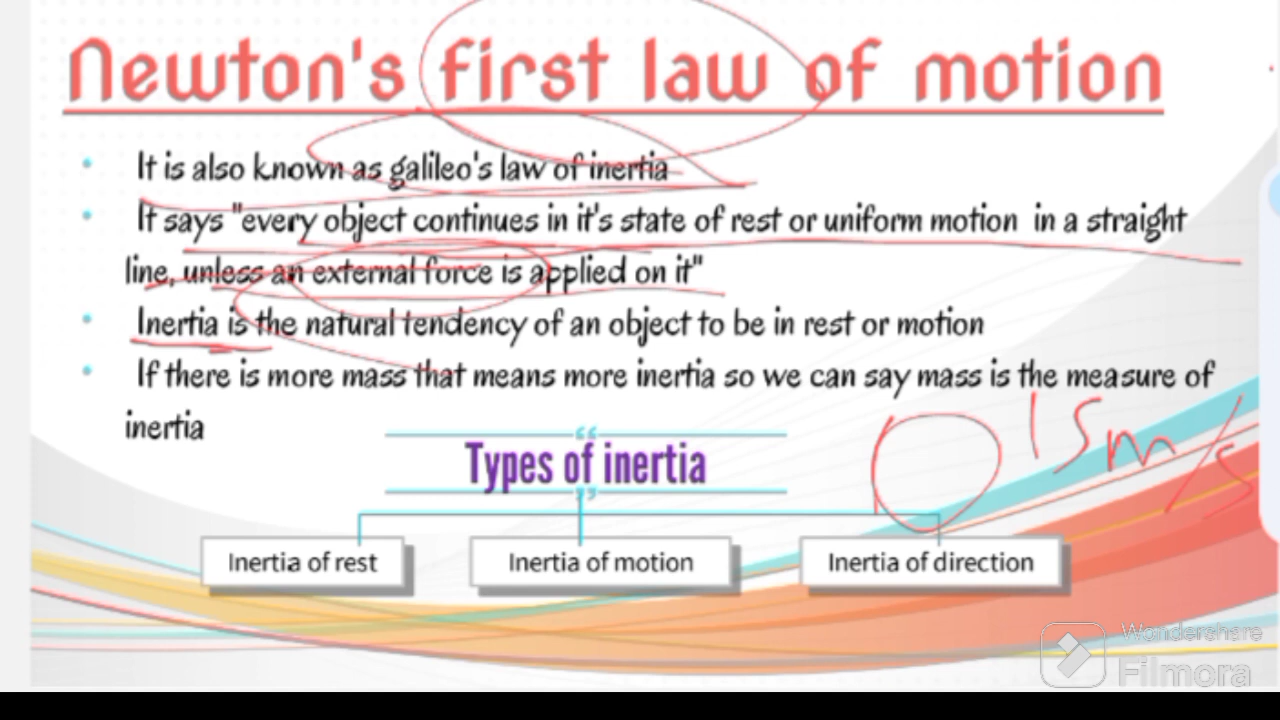 Newton's first law of motion
It is also known as galileo's law of inertia
It says "every object continues in it's state of rest or uniform motion in a straight
line, unless an external force is applied on it"
Inertia is the natural tendency of an object to be in rest or motion
If there is more mass that means more inertia so we can say mass is the measure of
inertia
15 m/s
“
Types of inertia
”
Inertia of rest
Inertia of motion
Inertia of direction
Wondershare
Filmora